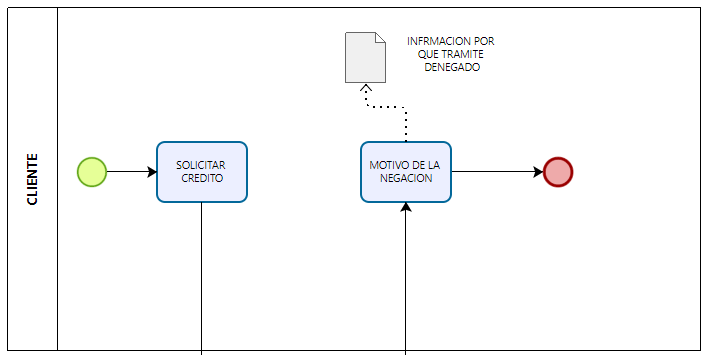 CLIENTE
INFRMACION POR
QUE TRAMITE
DENEGADO
SOLICITAR
CREDITO
MOTIVO DE LA
NEGACION